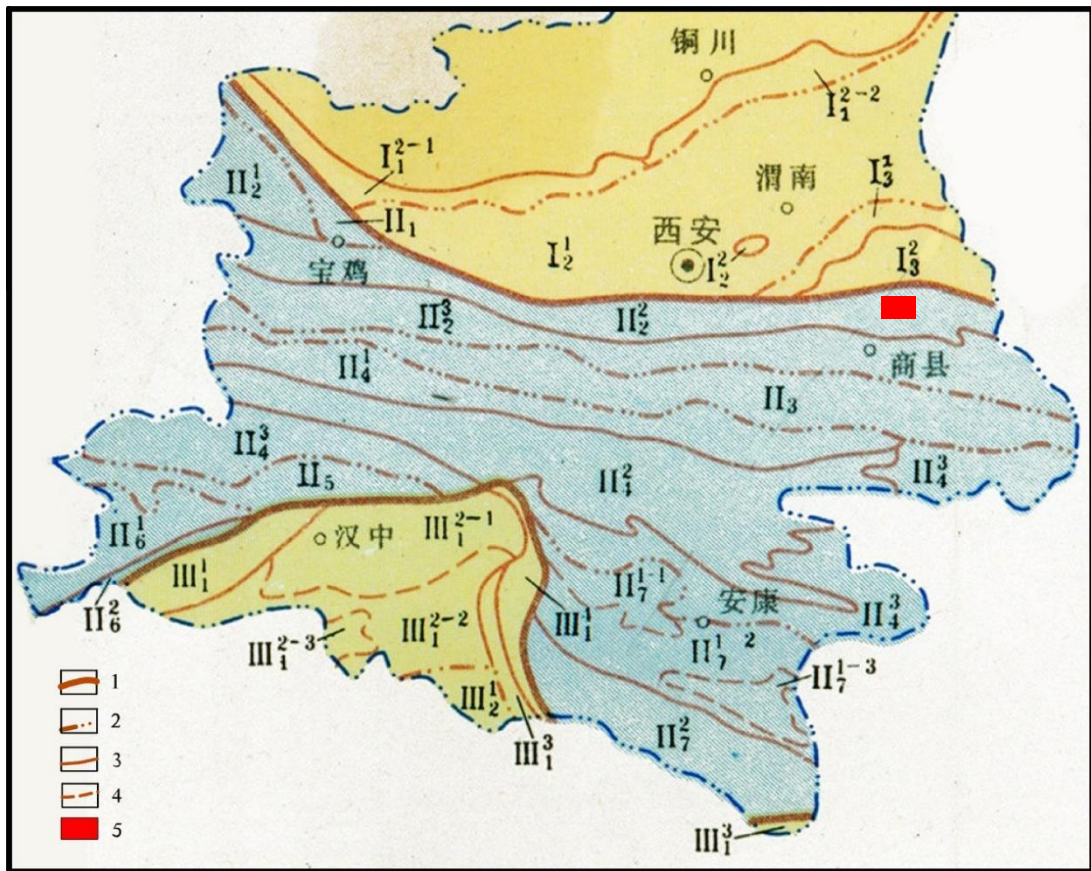 铜川
I₁²⁻²
I₁²⁻¹
渭南
I₃¹
II₂¹
II₁
西安
I₂¹
I₂²
I₃²
宝鸡
II₂³
II₂²
商县
II₄¹
II₃
II₄³
II₅
II₄²
II₄³
II₆¹
汉中
III₁²⁻¹
III₁¹
II₇¹⁻¹
安康
II₆²
III₁²⁻³
III₁²⁻²
III₁⁴
II₄³
II₇¹⁻²
II₇¹⁻³
III₂¹
II₇²
III₁³
III₁³
1
2
3
4
5